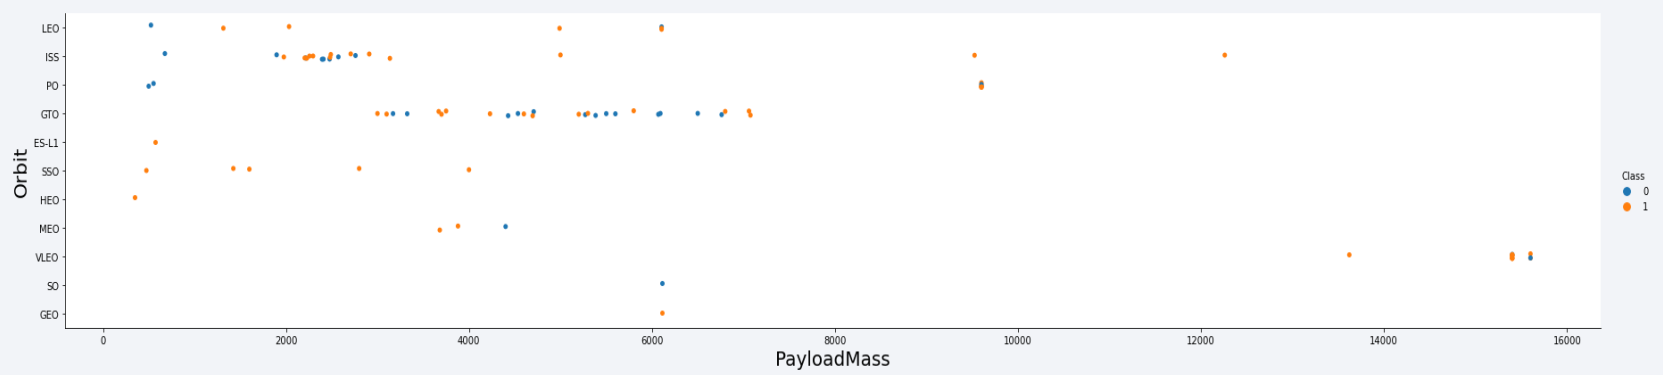 LEO
ISS
PO
GTO
ES-L1
SSO
HEO
MEO
VLEO
SO
GEO
Orbit
0 2000 4000 6000 8000 10000 12000 14000 16000
PayloadMass
Class
0
1